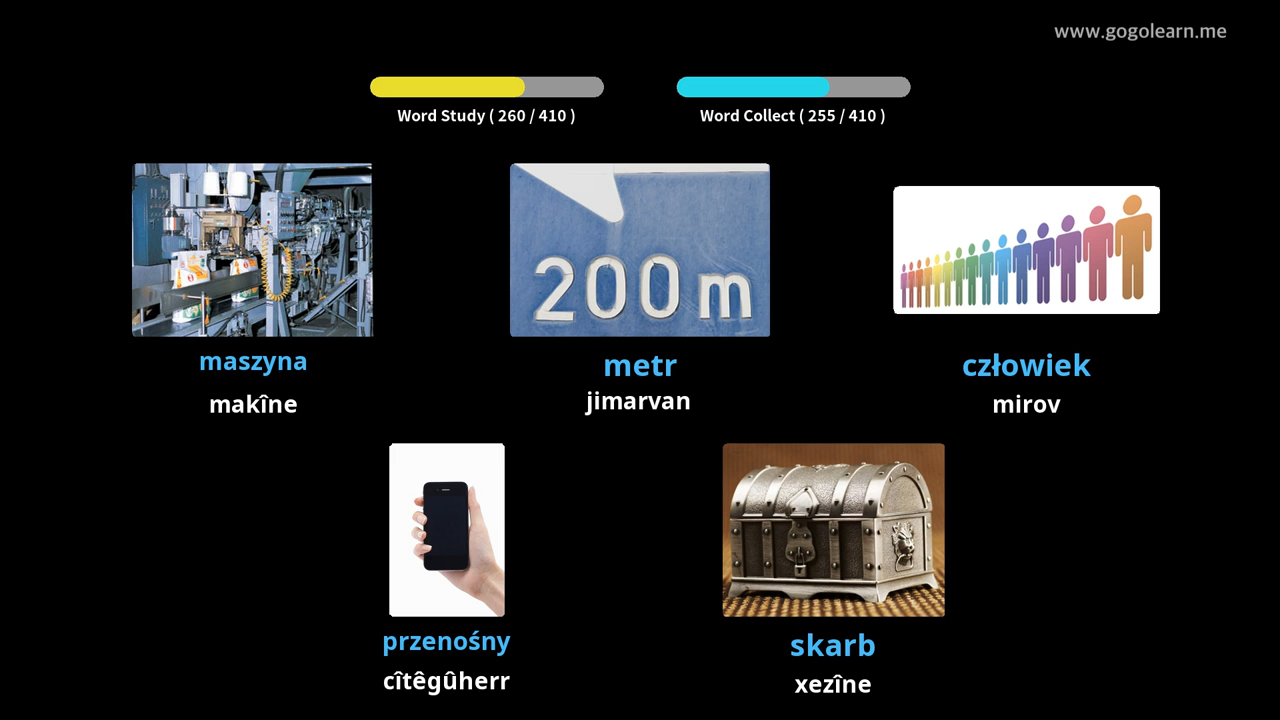 www.gogolearn.me
Word Study ( 260 / 410 )
Word Collect ( 255 / 410 )
200 m
maszyna
metr
człowiek
makîne
jimarvan
mirov
przenośny
skarb
cîtêgûherr
xezîne